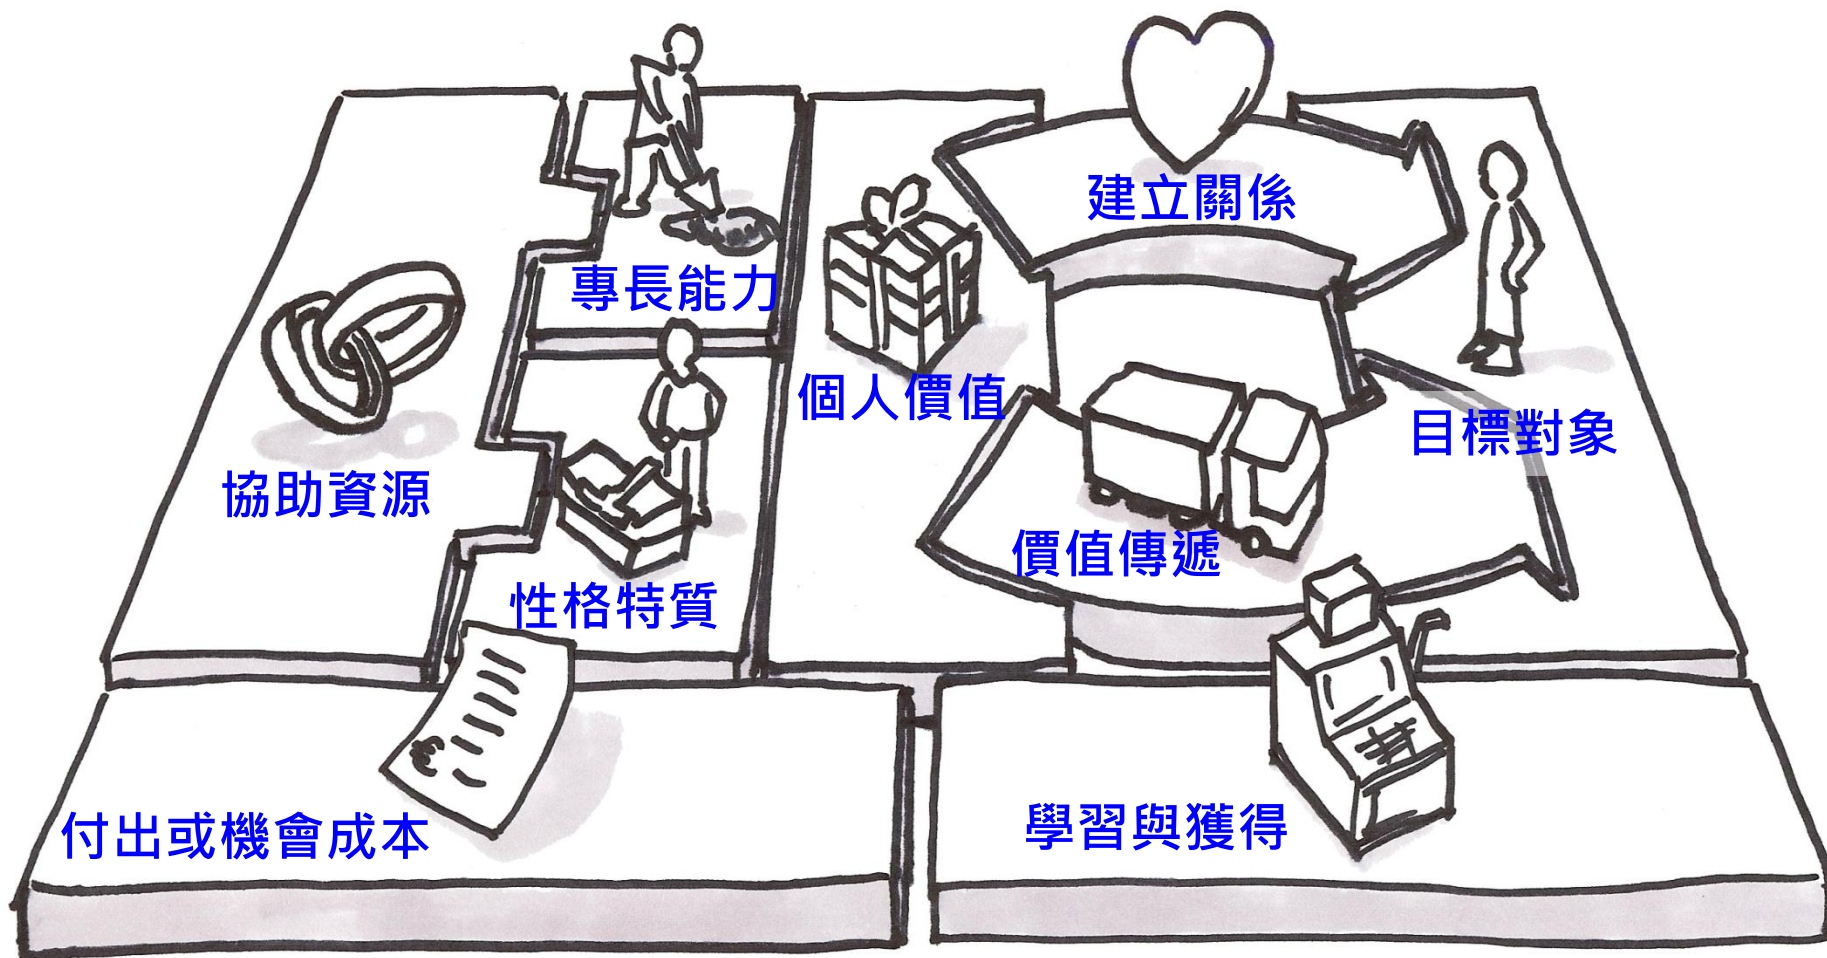 建立關係
專長能力
個人價值
目標對象
協助資源
價值傳遞
性格特質
付出或機會成本
學習與獲得